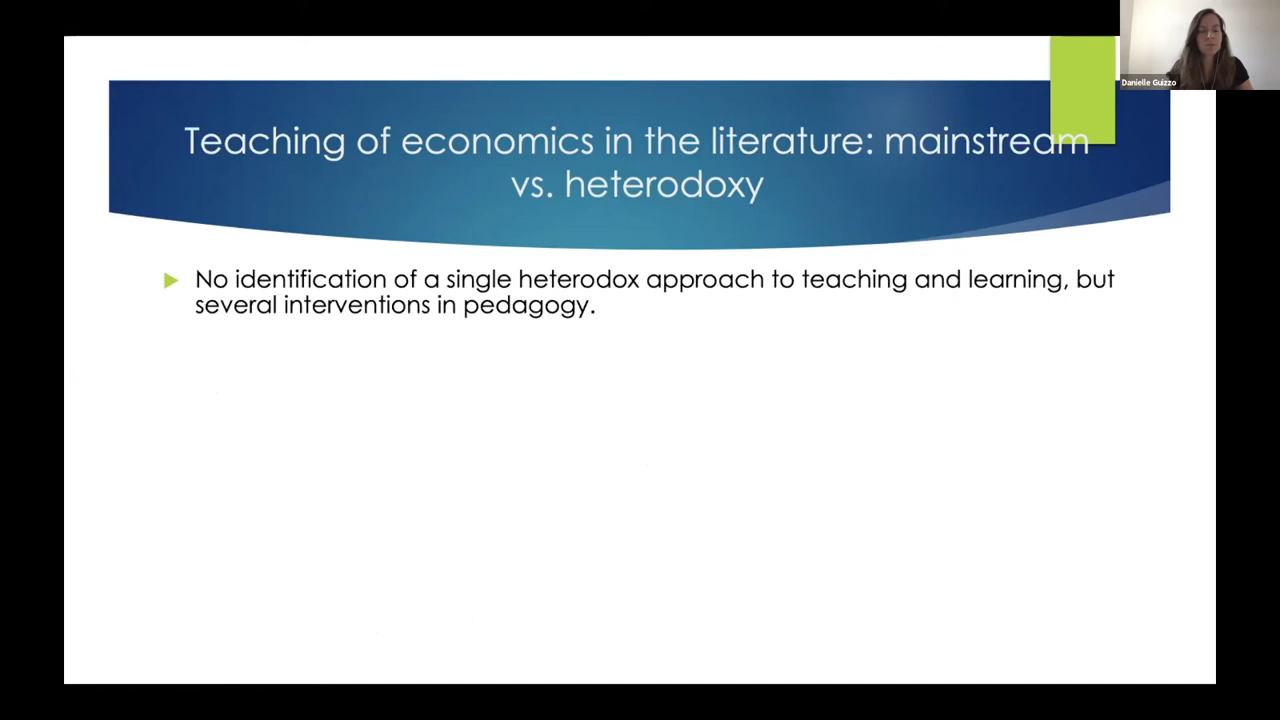 Danielle Guizzo
Teaching of economics in the literature: mainstream
vs. heterodoxy
No identification of a single heterodox approach to teaching and learning, but
several interventions in pedagogy.